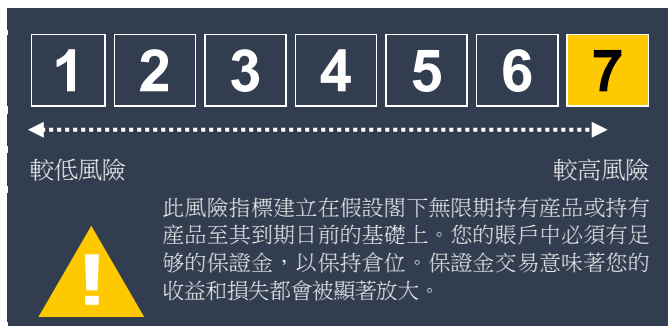 1 2 3 4 5 6 7
較低風險 較高風險
此風險指標建立在假設閣下無限期持有產品或持有
產品至其到期日前的基礎上。您的賬戶中必須有足
够的保證金，以保持倉位。保證金交易意味著您的
收益和損失都會被顯著放大。
!